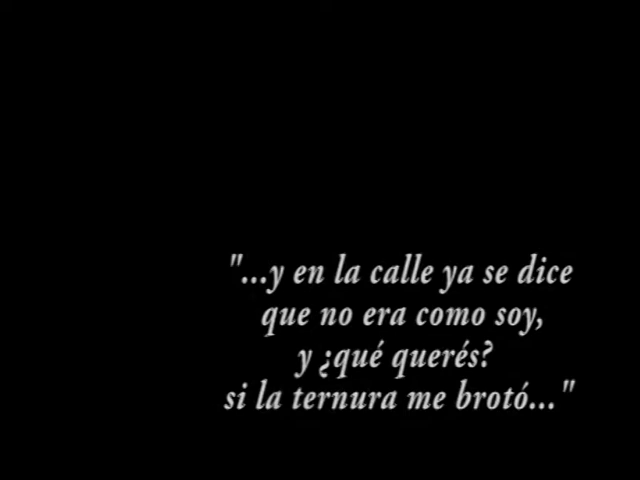 "...y en la calle ya se dice
que no era como soy,
y ¿qué querés?
si la ternura me brotó..."